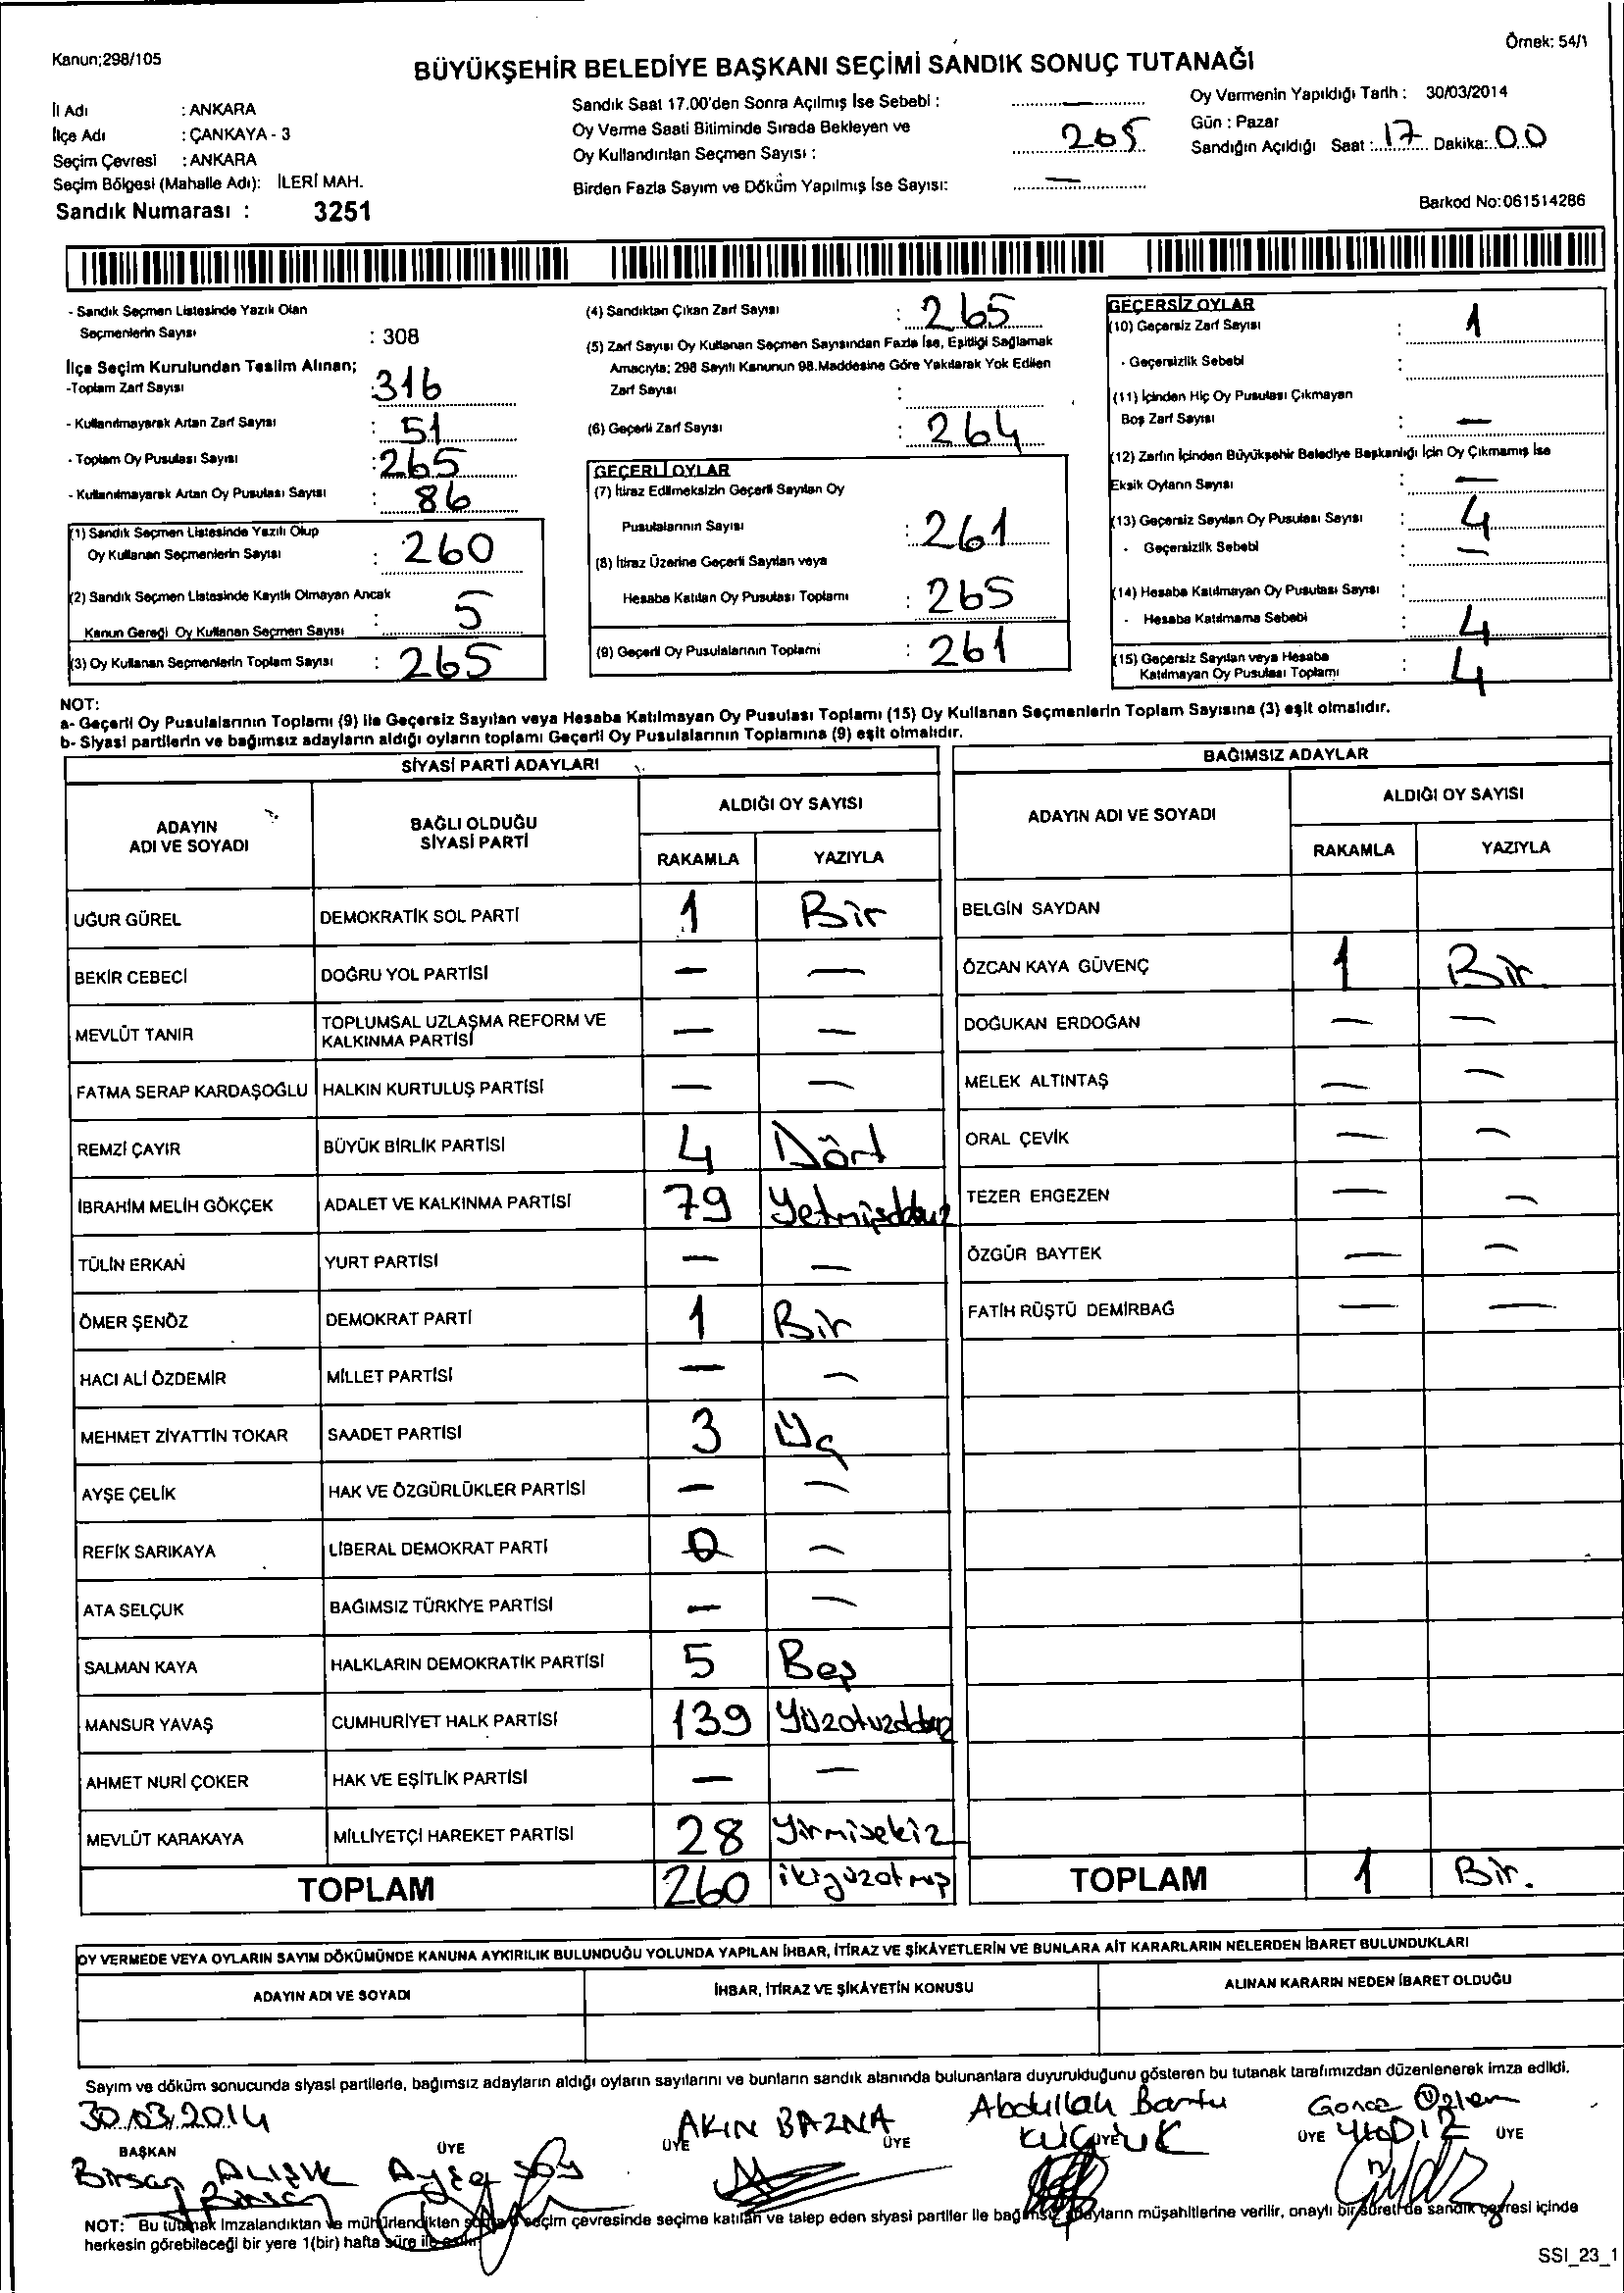 Kanun;298/105
Örnek: 54/1
BÜYÜKŞEHİR BELEDİYE BAŞKANI SEÇİMİ SANDIK SONUÇ TUTANAĞI
İl Adı : ANKARA
İlçe Adı : ÇANKAYA - 3
Seçim Çevresi : ANKARA
Seçim Bölgesi (Mahalle Adı): İLERİ MAH.
Sandık Numarası : 3251
Sandık Saat 17.00'den Sonra Açılmış İse Sebebi : —
Oy Verme Saati Bitiminde Sırada Bekleyen ve
Oy Kullandırılan Seçmen Sayısı : 265
Birden Fazla Sayım ve Döküm Yapılmış İse Sayısı: —
Oy Vermenin Yapıldığı Tarih : 30/03/2014
Gün : Pazar
Sandığın Açıldığı Saat : 17 Dakika: 00
Barkod No:061514286
- Sandık Seçmen Listesinde Yazılı Olan
Seçmenlerin Sayısı : 308
İlçe Seçim Kurulundan Teslim Alınan;
-Toplam Zarf Sayısı : 316
- Kullanılmayarak Artan Zarf Sayısı : 51
- Toplam Oy Pusulası Sayısı : 265
- Kullanılmayarak Artan Oy Pusulası Sayısı : 86
(1) Sandık Seçmen Listesinde Yazılı Olup
Oy Kullanan Seçmenlerin Sayısı : 260
(2) Sandık Seçmen Listesinde Kayıtlı Olmayan Ancak
Kanun Gereği Oy Kullanan Seçmen Sayısı : 5
(3) Oy Kullanan Seçmenlerin Toplam Sayısı : 265
(4) Sandıktan Çıkan Zarf Sayısı : 265
(5) Zarf Sayısı Oy Kullanan Seçmen Sayısından Fazla İse, Eşitliği Sağlamak
Amacıyla; 298 Sayılı Kanunun 98.Maddesine Göre Yakılarak Yok Edilen
Zarf Sayısı :
(6) Geçerli Zarf Sayısı : 264
GEÇERLİ OYLAR
(7) İtiraz Edilmeksizin Geçerli Sayılan Oy
Pusulalarının Sayısı : 261
(8) İtiraz Üzerine Geçerli Sayılan veya
Hesaba Katılan Oy Pusulası Toplamı : 265
(9) Geçerli Oy Pusulalarının Toplamı : 261
GEÇERSİZ OYLAR
(10) Geçersiz Zarf Sayısı : 1
- Geçersizlik Sebebi :
(11) İçinden Hiç Oy Pusulası Çıkmayan
Boş Zarf Sayısı : —
(12) Zarfın İçinden Büyükşehir Belediye Başkanlığı İçin Oy Çıkmamış İse
Eksik Oyların Sayısı : —
(13) Geçersiz Sayılan Oy Pusulası Sayısı : 4
- Geçersizlik Sebebi : —
(14) Hesaba Katılmayan Oy Pusulası Sayısı :
- Hesaba Katılmama Sebebi : 4
(15) Geçersiz Sayılan veya Hesaba
Katılmayan Oy Pusulası Toplamı : 4
NOT:
a- Geçerli Oy Pusulalarının Toplamı (9) ile Geçersiz Sayılan veya Hesaba Katılmayan Oy Pusulası Toplamı (15) Oy Kullanan Seçmenlerin Toplam Sayısına (3) eşit olmalıdır.
b- Siyasi partilerin ve bağımsız adayların aldığı oyların toplamı Geçerli Oy Pusulalarının Toplamına (9) eşit olmalıdır.
SİYASİ PARTİ ADAYLARI
ADAYIN ADI VE SOYADI
BAĞLI OLDUĞU SİYASİ PARTİ
ALDIĞI OY SAYISI
RAKAMLA YAZIYLA
UĞUR GÜREL DEMOKRATİK SOL PARTİ 1 Bir
BEKİR CEBECİ DOĞRU YOL PARTİSİ — —
MEVLÜT TANIR TOPLUMSAL UZLAŞMA REFORM VE KALKINMA PARTİSİ — —
FATMA SERAP KARDAŞOĞLU HALKIN KURTULUŞ PARTİSİ — —
REMZİ ÇAYIR BÜYÜK BİRLİK PARTİSİ 4 Dört
İBRAHİM MELİH GÖKÇEK ADALET VE KALKINMA PARTİSİ 79
TÜLİN ERKAN YURT PARTİSİ — —
ÖMER ŞENÖZ DEMOKRAT PARTİ 1 Bir
HACI ALİ ÖZDEMİR MİLLET PARTİSİ — —
MEHMET ZİYATTİN TOKAR SAADET PARTİSİ 3 Üç
AYŞE ÇELİK HAK VE ÖZGÜRLÜKLER PARTİSİ — —
REFİK SARIKAYA LİBERAL DEMOKRAT PARTİ 0 —
ATA SELÇUK BAĞIMSIZ TÜRKİYE PARTİSİ — —
SALMAN KAYA HALKLARIN DEMOKRATİK PARTİSİ 5 Beş
MANSUR YAVAŞ CUMHURİYET HALK PARTİSİ 139
AHMET NURİ ÇOKER HAK VE EŞİTLİK PARTİSİ — —
MEVLÜT KARAKAYA MİLLİYETÇİ HAREKET PARTİSİ 28 Yirmisekiz
TOPLAM 260 ikiyüzatmış
BAĞIMSIZ ADAYLAR
ADAYIN ADI VE SOYADI
ALDIĞI OY SAYISI
RAKAMLA YAZIYLA
BELGİN SAYDAN
ÖZCAN KAYA GÜVENÇ 1 Bir
DOĞUKAN ERDOĞAN — —
MELEK ALTINTAŞ — —
ORAL ÇEVİK — —
TEZER ERGEZEN — —
ÖZGÜR BAYTEK — —
FATİH RÜŞTÜ DEMİRBAĞ — —
TOPLAM 1 Bir.
OY VERMEDE VEYA OYLARIN SAYIM DÖKÜMÜNDE KANUNA AYKIRILIK BULUNDUĞU YOLUNDA YAPILAN İHBAR, İTİRAZ VE ŞİKÂYETLERİN VE BUNLARA AİT KARARLARIN NELERDEN İBARET BULUNDUKLARI
ADAYIN ADI VE SOYADI
İHBAR, İTİRAZ VE ŞİKÂYETİN KONUSU
ALINAN KARARIN NEDEN İBARET OLDUĞU
Sayım ve döküm sonucunda siyasi partilerle, bağımsız adayların aldığı oyların sayılarını ve bunların sandık alanında bulunanlara duyurulduğunu gösteren bu tutanak tarafımızdan düzenlenerek imza edildi.
30.03.2014
BAŞKAN ÜYE ÜYE ÜYE ÜYE ÜYE ÜYE
AKIN BAZNA
Abdullah
Gonca Özlem
NOT: Bu tutanak imzalandıktan ve mühürlendikten seçim çevresinde seçime katılan ve talep eden siyasi partiler ile bağımsız adayların müşahitlerine verilir, onaylı bir sureti de sandık çevresi içinde
herkesin görebileceği bir yere 1(bir) hafta süre ile
SSI_23_1